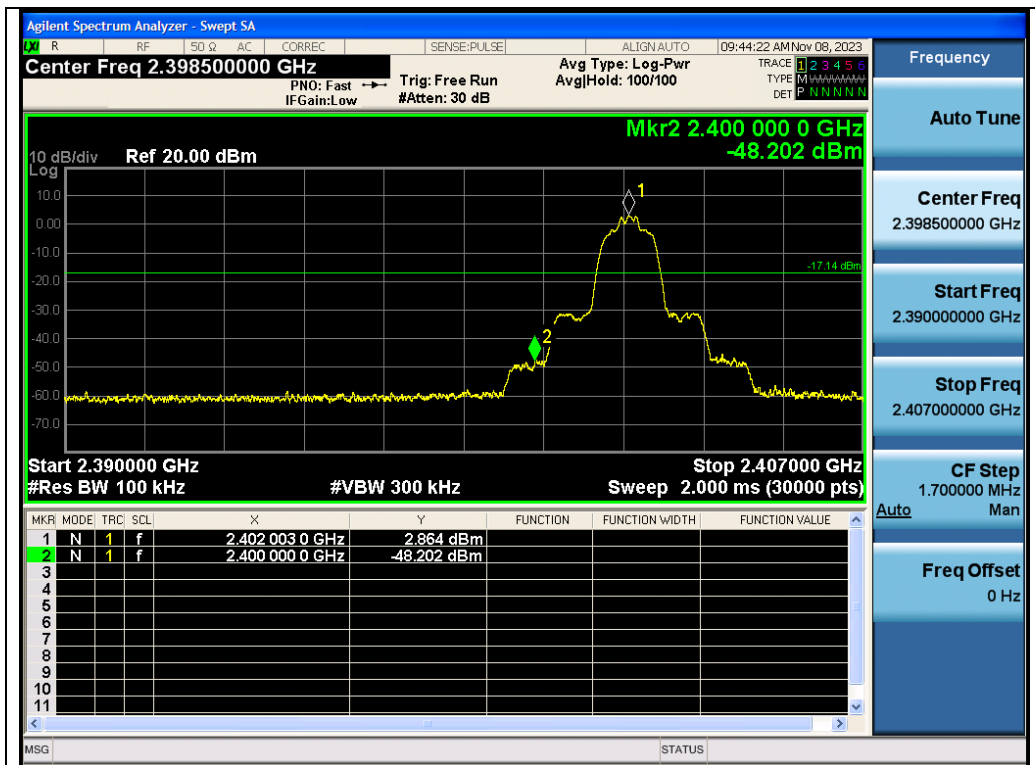 Agilent Spectrum Analyzer - Swept SA
LXI R RF 50 Ω AC CORREC SENSE:PULSE ALIGN AUTO 09:44:22 AM Nov 08, 2023
Center Freq 2.398500000 GHz
PNO: Fast
IFGain:Low
Trig: Free Run
#Atten: 30 dB
Avg Type: Log-Pwr
Avg|Hold: 100/100
TRACE 1 2 3 4 5 6
TYPE M
DET P N N N N N
Mkr2 2.400 000 0 GHz
-48.202 dBm
10 dB/div Ref 20.00 dBm
Log
1
10.0
0.00
-10.0
-17.14 dBm
-20.0
-30.0
-40.0
2
-50.0
-60.0
-70.0
Start 2.390000 GHz Stop 2.407000 GHz
#Res BW 100 kHz #VBW 300 kHz Sweep 2.000 ms (30000 pts)
MKR MODE TRC SCL X Y FUNCTION FUNCTION WIDTH FUNCTION VALUE
1 N 1 f 2.402 003 0 GHz 2.864 dBm
2 N 1 f 2.400 000 0 GHz -48.202 dBm
3
4
5
6
7
8
9
10
11
MSG STATUS
Frequency
Auto Tune
Center Freq
2.398500000 GHz
Start Freq
2.390000000 GHz
Stop Freq
2.407000000 GHz
CF Step
1.700000 MHz
Auto Man
Freq Offset
0 Hz